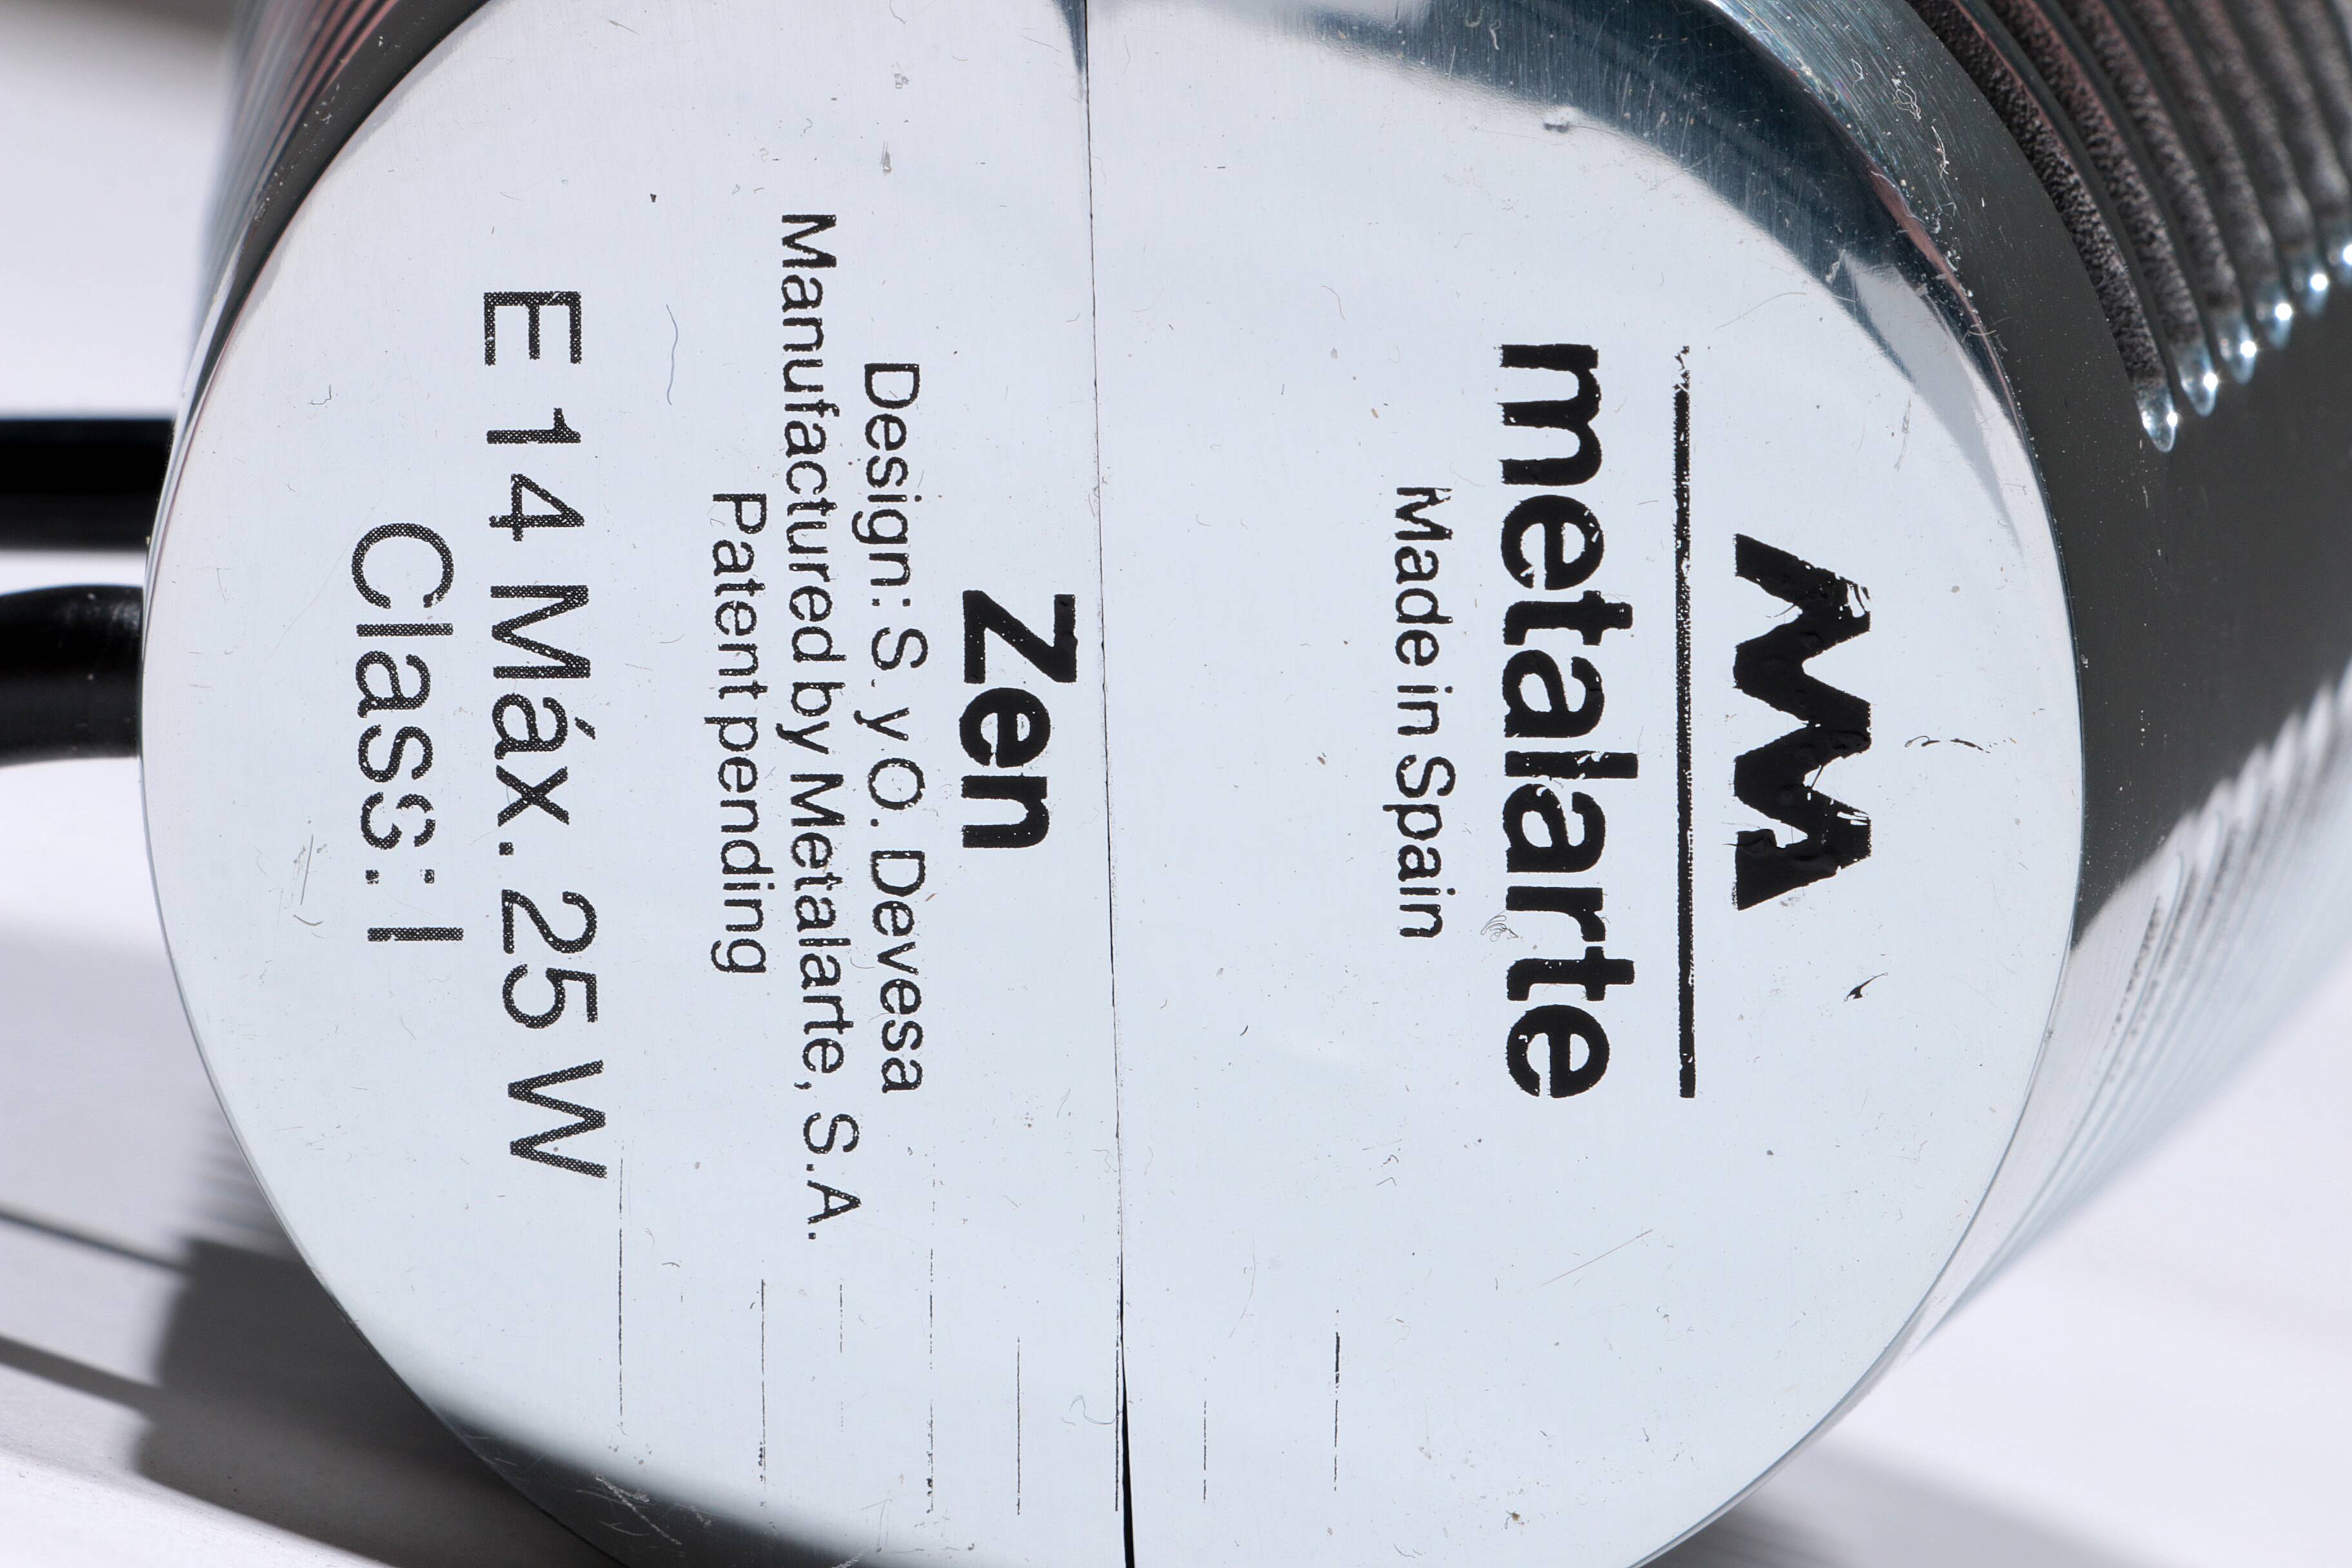 metalarte
Made in Spain
Zen
Design: S. y O. Devesa
Manufactured by Metalarte, S.A.
Patent pending
E 14 Máx. 25 W
Class: I